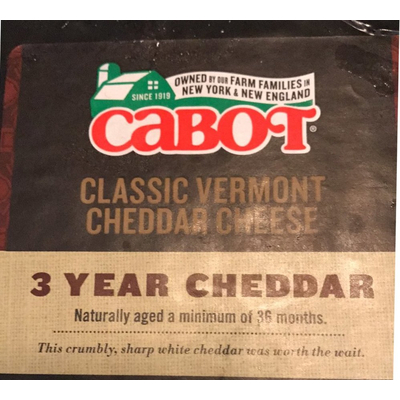 OWNED BY OUR FARM FAMILIES IN
NEW YORK & NEW ENGLAND
SINCE 1919
CABOT®
CLASSIC VERMONT
CHEDDAR CHEESE
3 YEAR CHEDDAR
Naturally aged a minimum of 36 months.
This crumbly, sharp white cheddar was worth the wait.